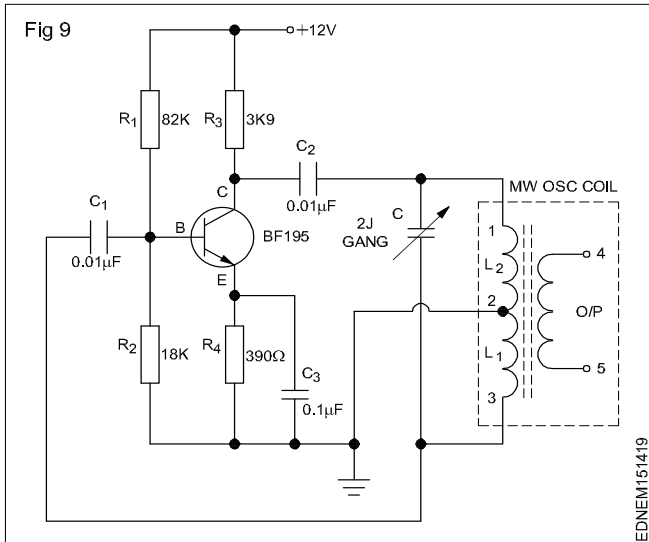 Fig 9
+12V
R1 82K
R3 3K9
C2
0.01μF
C
MW OSC COIL
C1
0.01μF
B
BF195
E
2J
GANG
C
1
L2
2
L1
3
4
O/P
5
R2 18K
R4 390Ω
C3
0.1μF
EDNEM151419